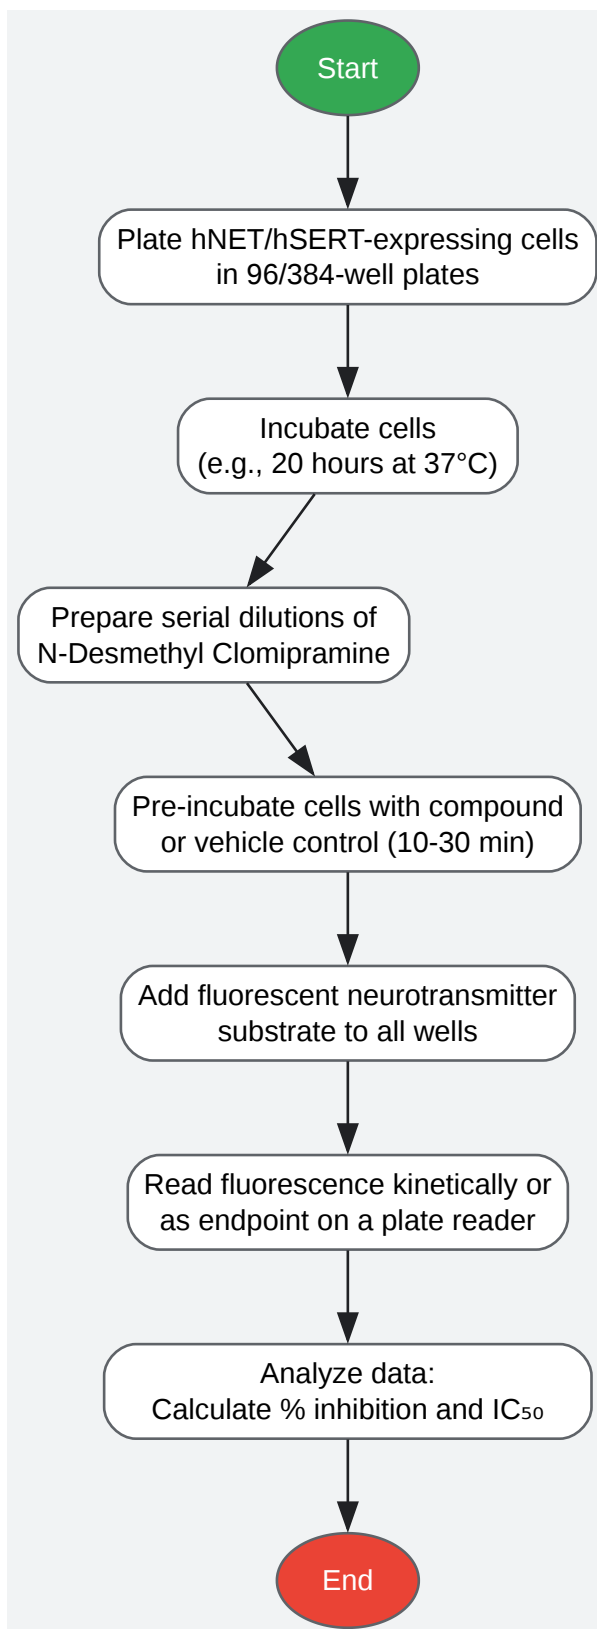 Start
Plate hNET/hSERT-expressing cells
in 96/384-well plates
Incubate cells
(e.g., 20 hours at 37°C)
Prepare serial dilutions of
N-Desmethyl Clomipramine
Pre-incubate cells with compound
or vehicle control (10-30 min)
Add fluorescent neurotransmitter
substrate to all wells
Read fluorescence kinetically or
as endpoint on a plate reader
Analyze data:
Calculate % inhibition and IC₅₀
End